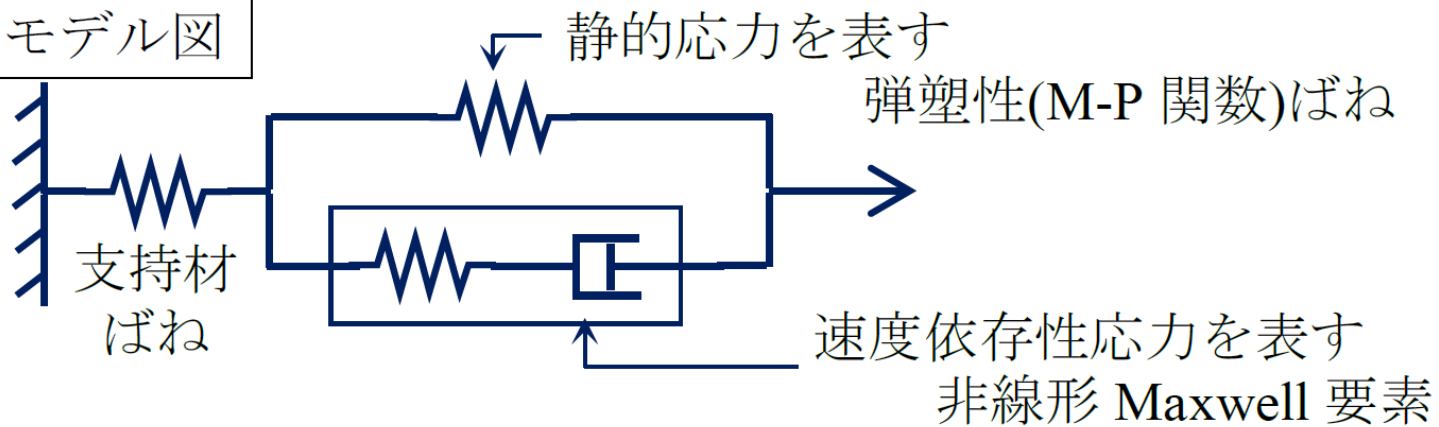 モデル図
静的応力を表す
弾塑性(M-P 関数)ばね
支持材
ばね
速度依存性応力を表す
非線形 Maxwell 要素